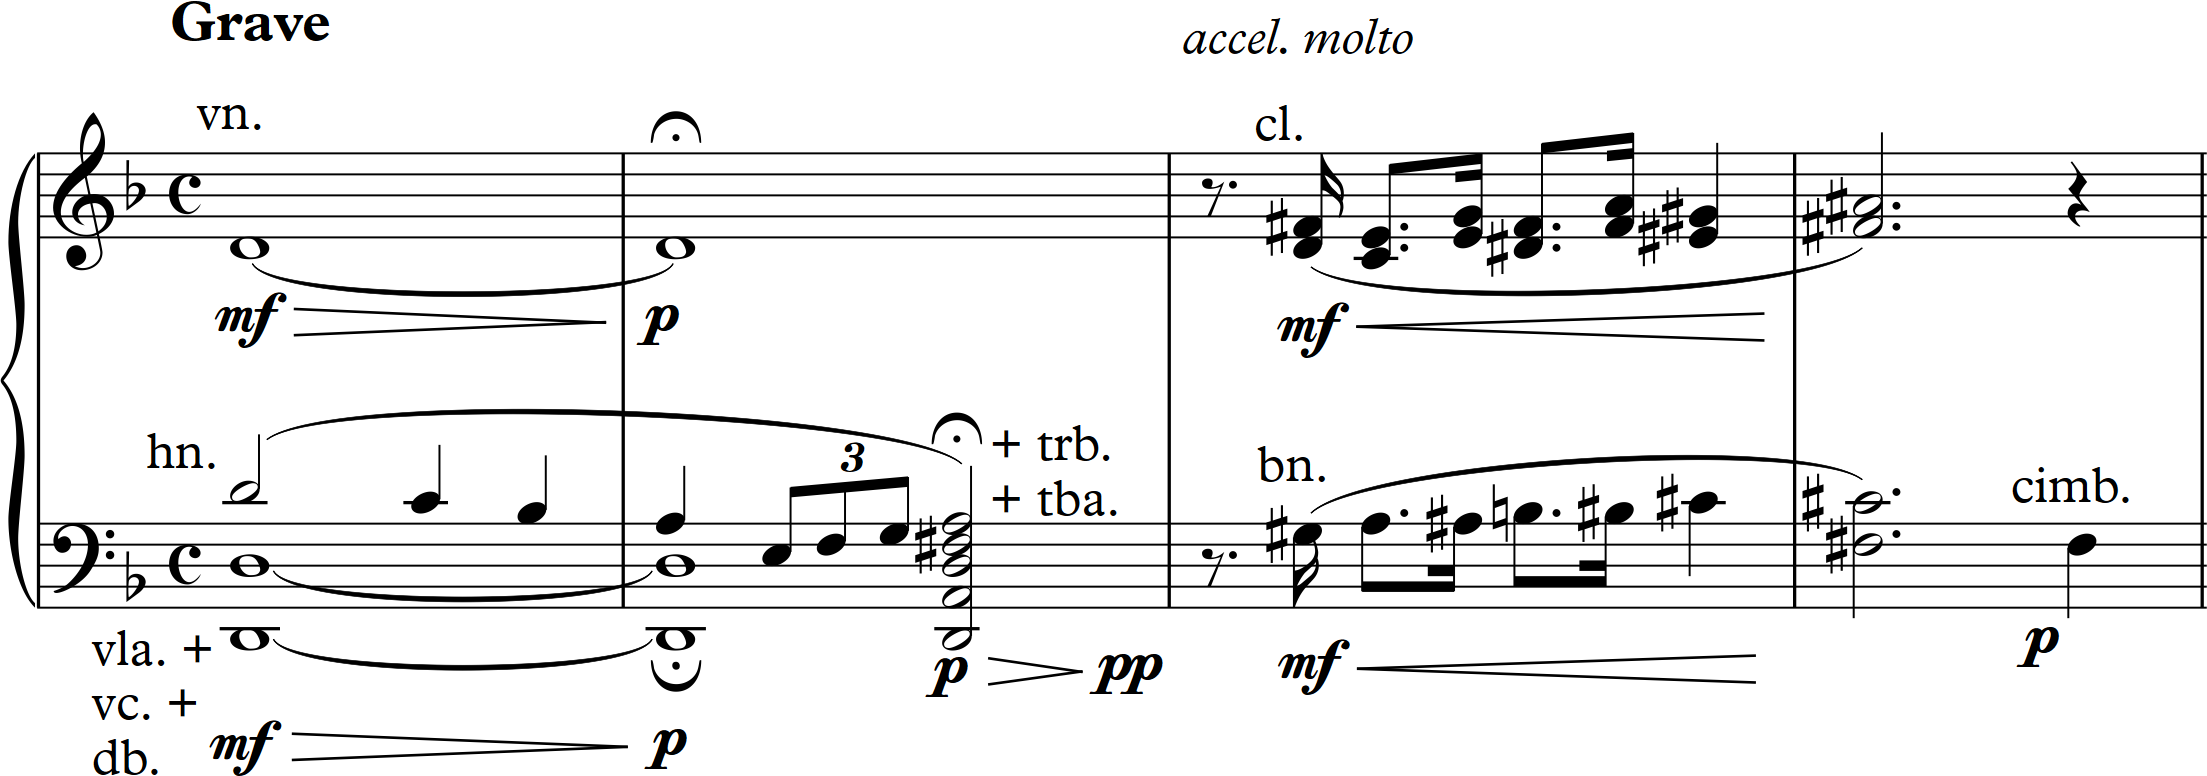 Grave
accel. molto
vn.
cl.
mf
p
mf
hn.
3
+ trb.
+ tba.
bn.
cimb.
vla. +
vc. +
db.
mf
p
p
pp
mf
p